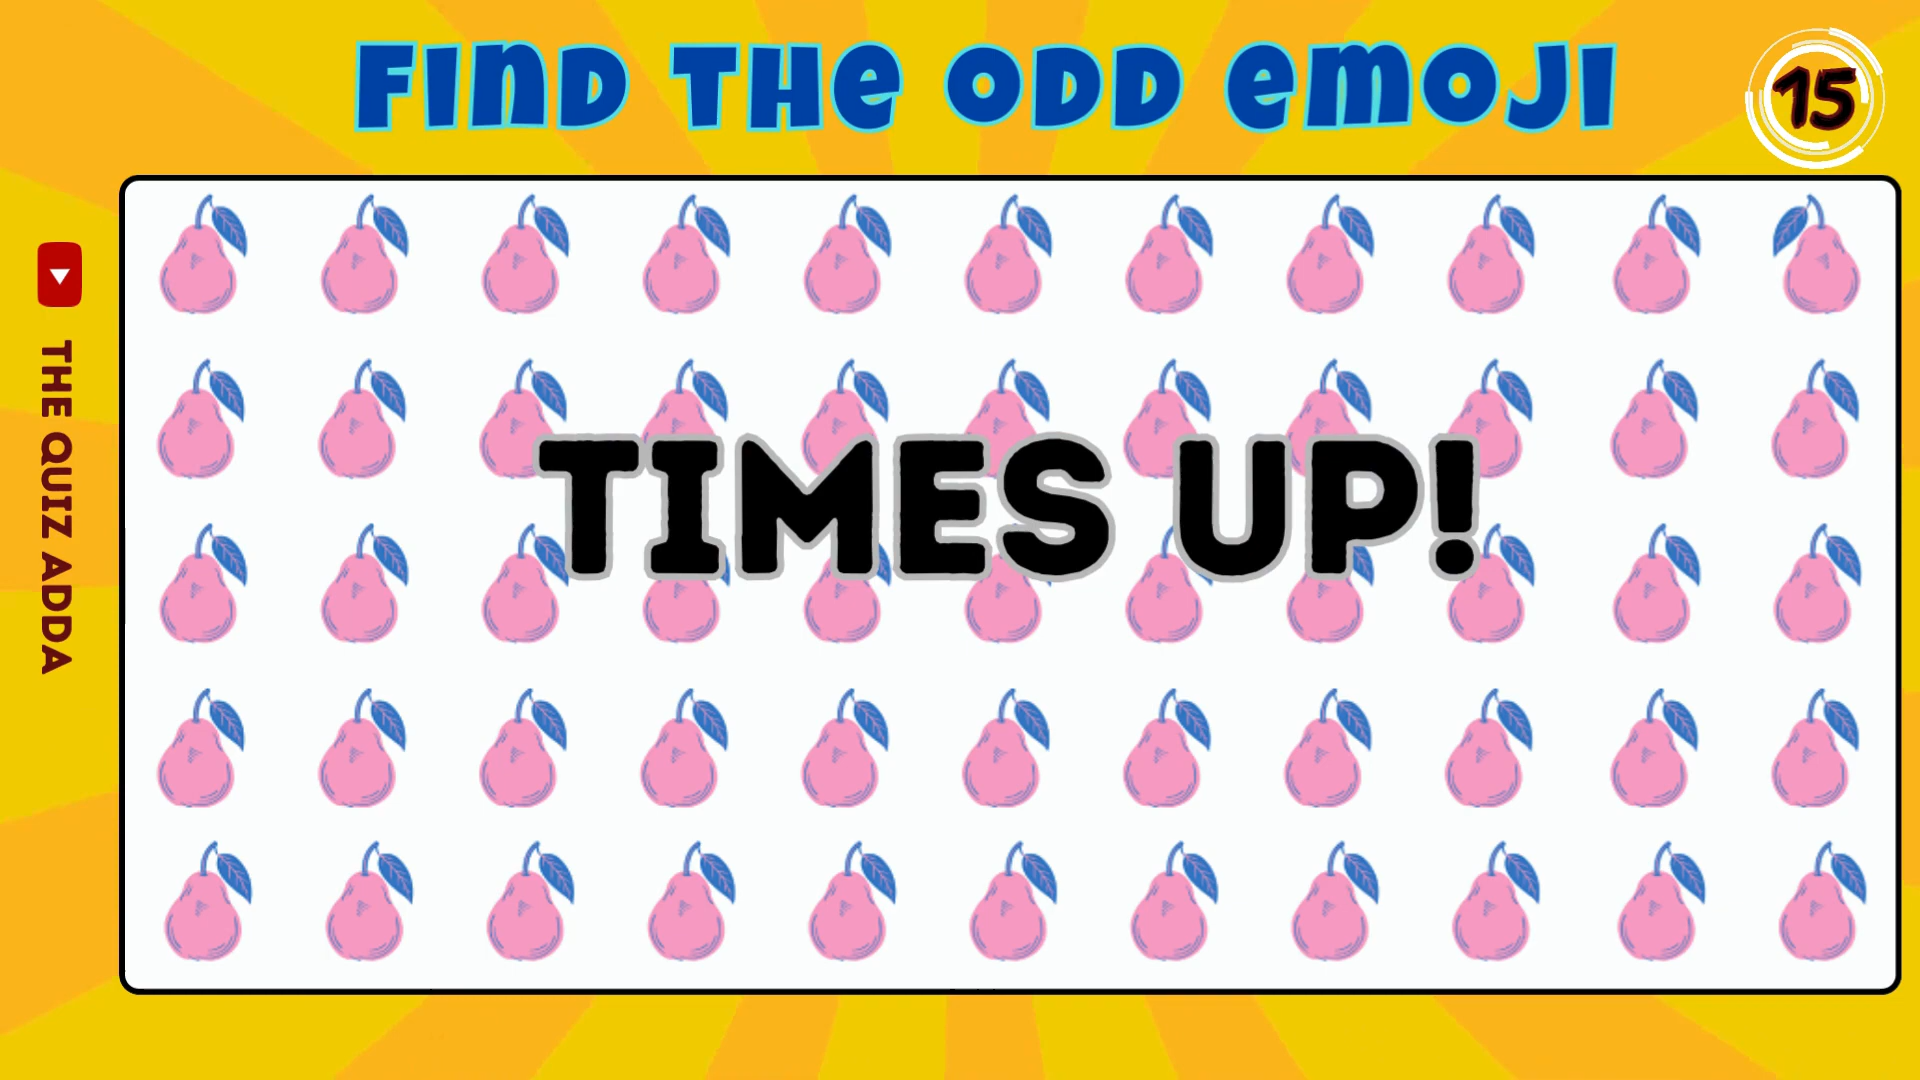 FIND THE ODD EMOJI
15
THE QUIZ ADDA
TIMES UP!